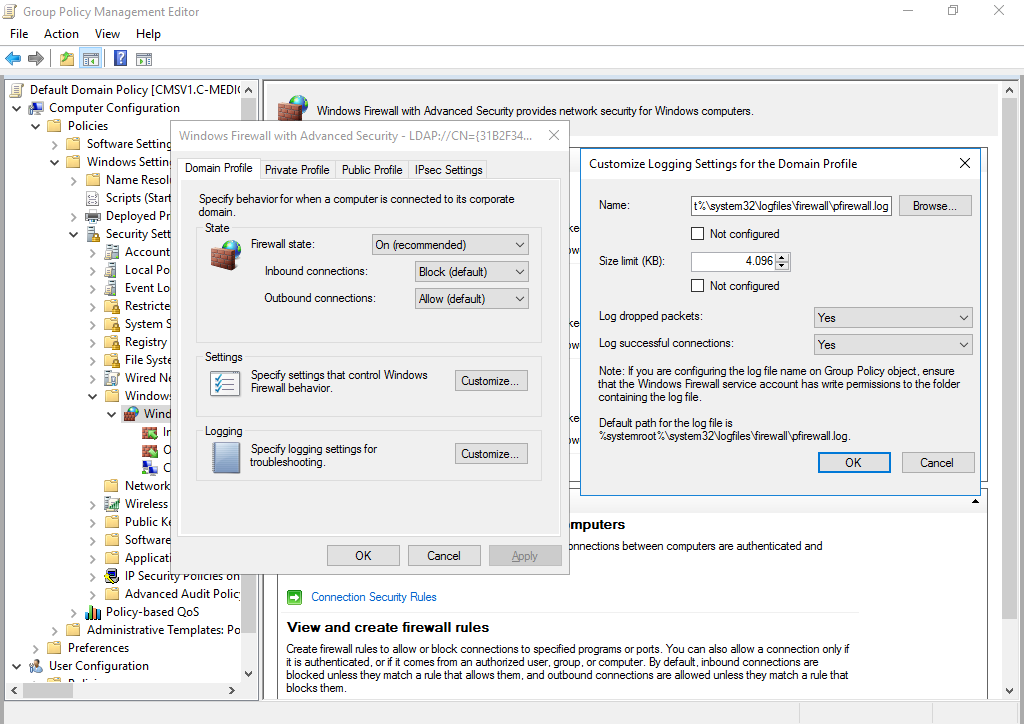 Group Policy Management Editor
File Action View Help
Default Domain Policy [CMSV1.C-MEDI
Computer Configuration
Policies
Software Setting
Windows Settin
Name Resol
Scripts (Start
Deployed Pr
Security Sett
Account
Local Po
Event Lo
Restricte
System S
Registry
File Syste
Wired Ne
Windows
Wind
In
O
C
Network
Wireless
Public Ke
Software
Applicati
IP Security Policies on
Advanced Audit Polic
Policy-based QoS
Administrative Templates: Po
Preferences
User Configuration
Policies
Windows Firewall with Advanced Security provides network security for Windows computers.
Windows Firewall with Advanced Security - LDAP://CN={31B2F34...
Domain Profile Private Profile Public Profile IPsec Settings
Specify behavior for when a computer is connected to its corporate
domain.
State
Firewall state: On (recommended)
Inbound connections: Block (default)
Outbound connections: Allow (default)
Settings
Specify settings that control Windows
Firewall behavior.
Customize...
Logging
Specify logging settings for
troubleshooting.
Customize...
OK Cancel Apply
Customize Logging Settings for the Domain Profile
Name: t%\system32\logfiles\firewall\pfirewall.log Browse...
Not configured
Size limit (KB): 4.096
Not configured
Log dropped packets: Yes
Log successful connections: Yes
Note: If you are configuring the log file name on Group Policy object, ensure
that the Windows Firewall service account has write permissions to the folder
containing the log file.
Default path for the log file is
%systemroot%\system32\logfiles\firewall\pfirewall.log.
OK Cancel
ke
ow
ke
ow
ke
ow
omputers
onnections between computers are authenticated and
Connection Security Rules
View and create firewall rules
Create firewall rules to allow or block connections to specified programs or ports. You can also allow a connection only if
it is authenticated, or if it comes from an authorized user, group, or computer. By default, inbound connections are
blocked unless they match a rule that allows them, and outbound connections are allowed unless they match a rule that
blocks them.